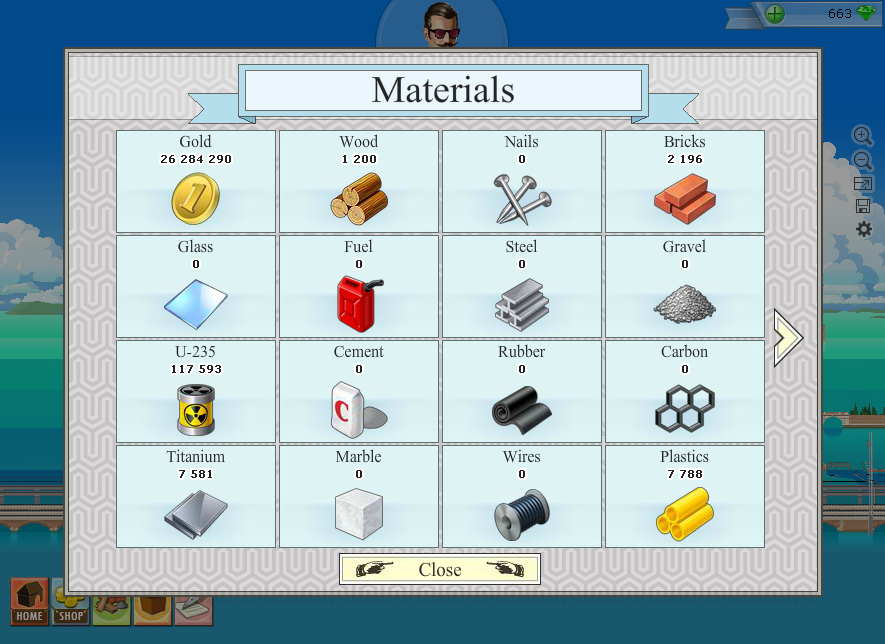 663
Materials
Gold
26 284 290
Wood
1 200
Nails
0
Bricks
2 196
Glass
0
Fuel
0
Steel
0
Gravel
0
U-235
117 593
Cement
0
C
Rubber
0
Carbon
0
Titanium
7 581
Marble
0
Wires
0
Plastics
7 788
Close
HOME
SHOP